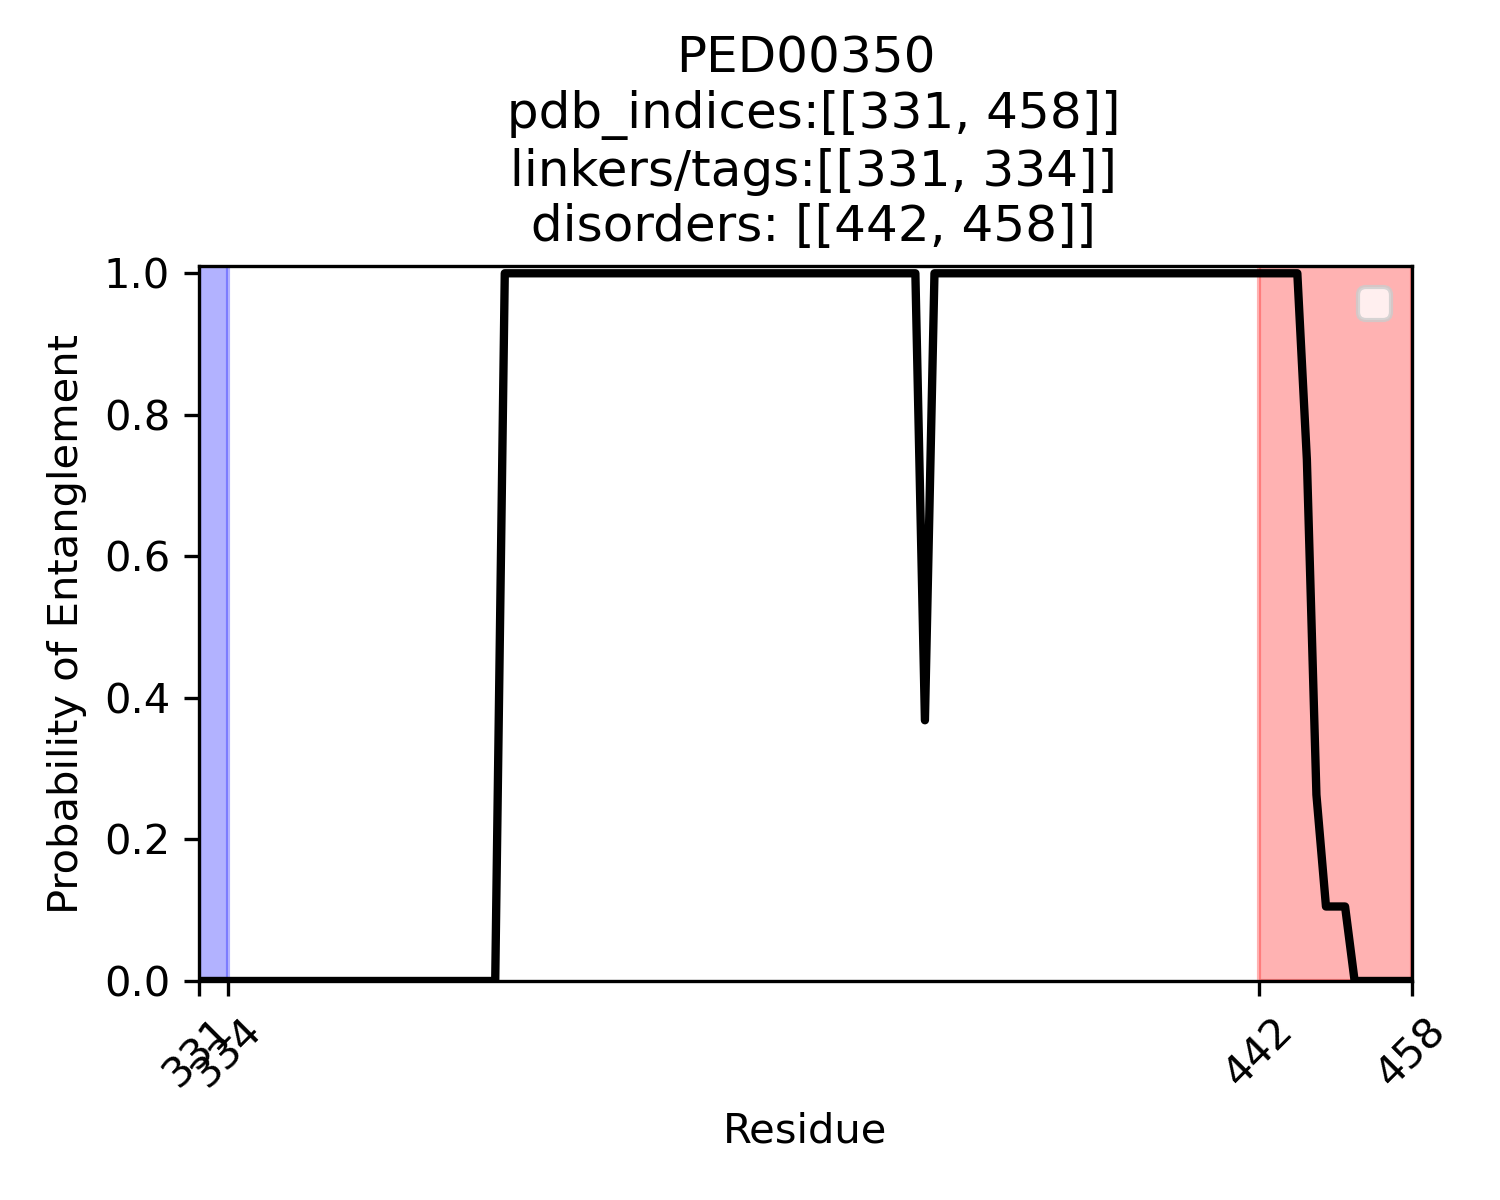 PED00350
pdb_indices:[[331, 458]]
linkers/tags:[[331, 334]]
disorders: [[442, 458]]
1.0
0.8
0.6
0.4
0.2
0.0
Probability of Entanglement
331
334
442
458
Residue